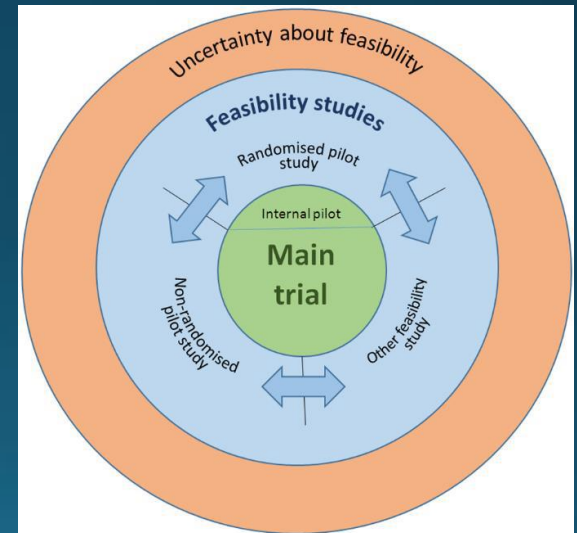 Uncertainty about feasibility
Feasibility studies
Randomised pilot
study
Internal pilot
Main
trial
Non-randomised
pilot study
Other feasibility
study